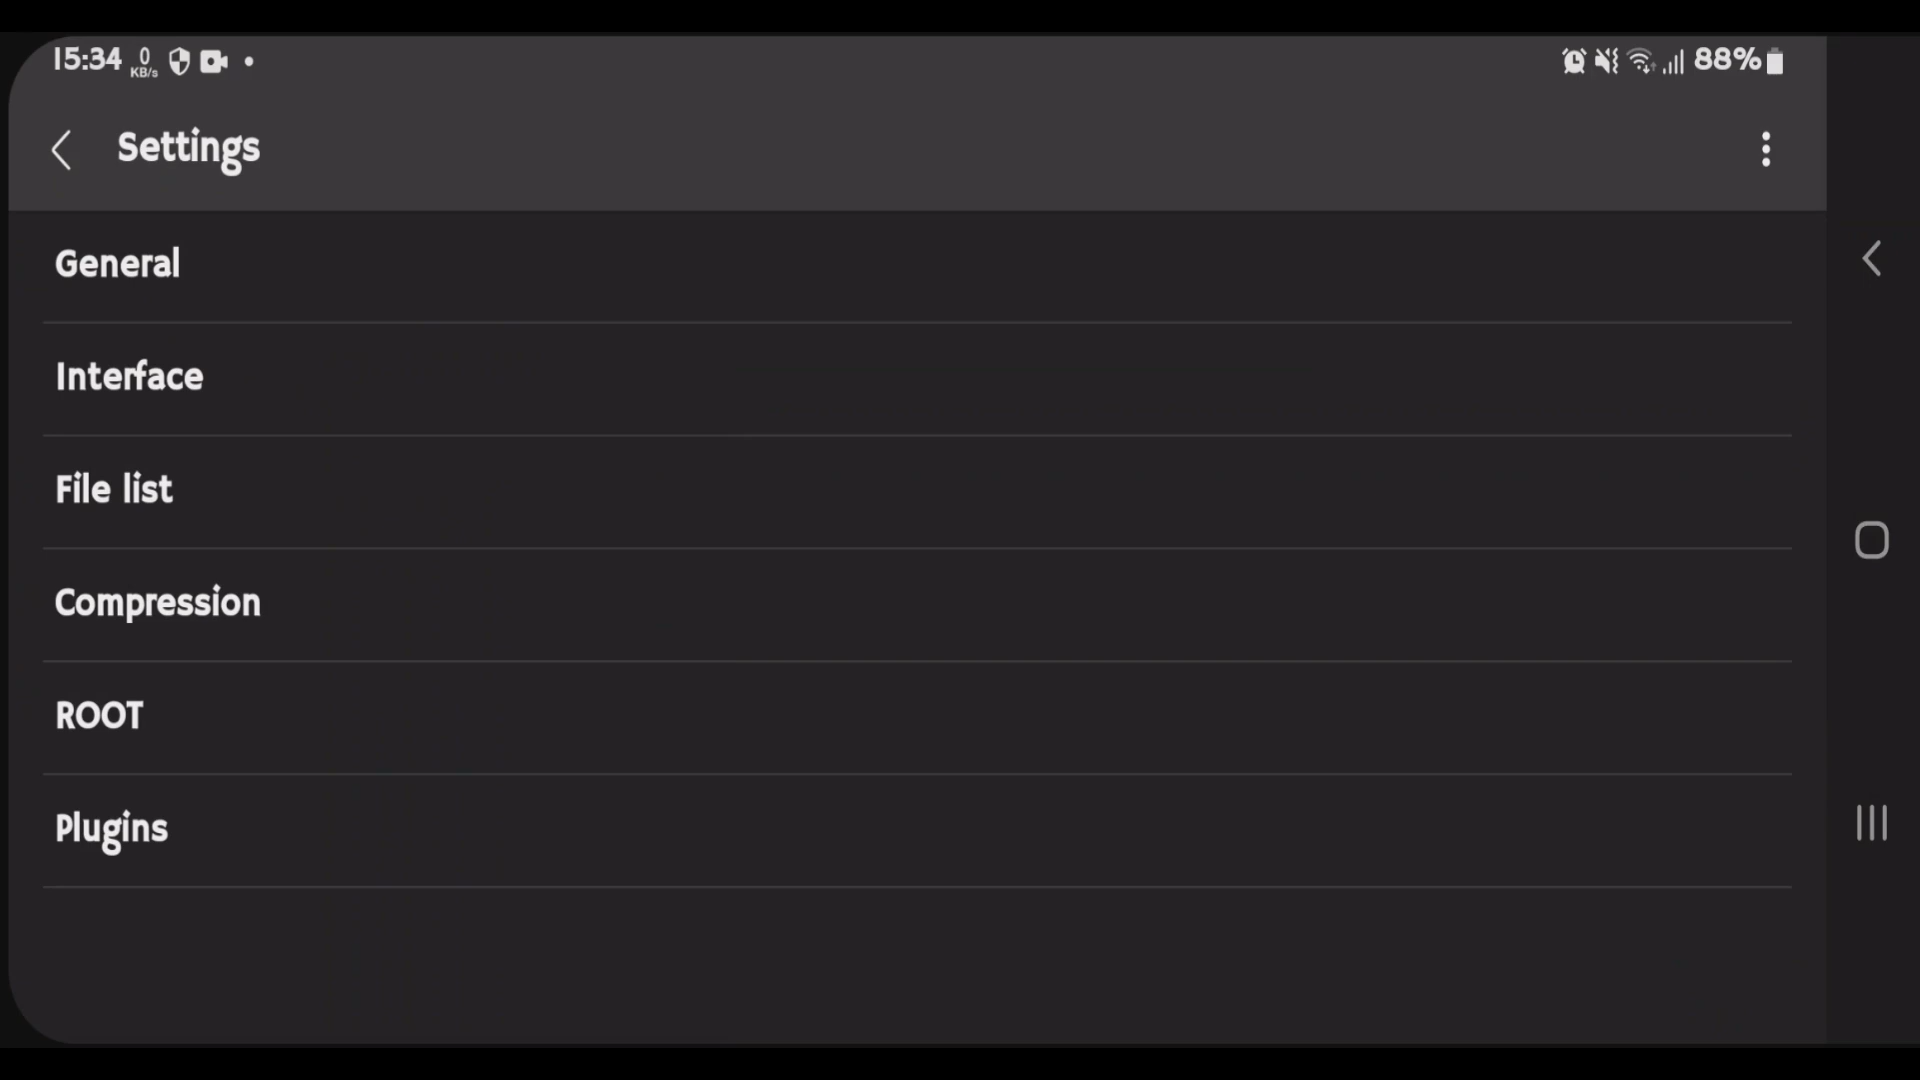 15:34 0 KB/s 88%
Settings
General
Interface
File list
Compression
ROOT
Plugins